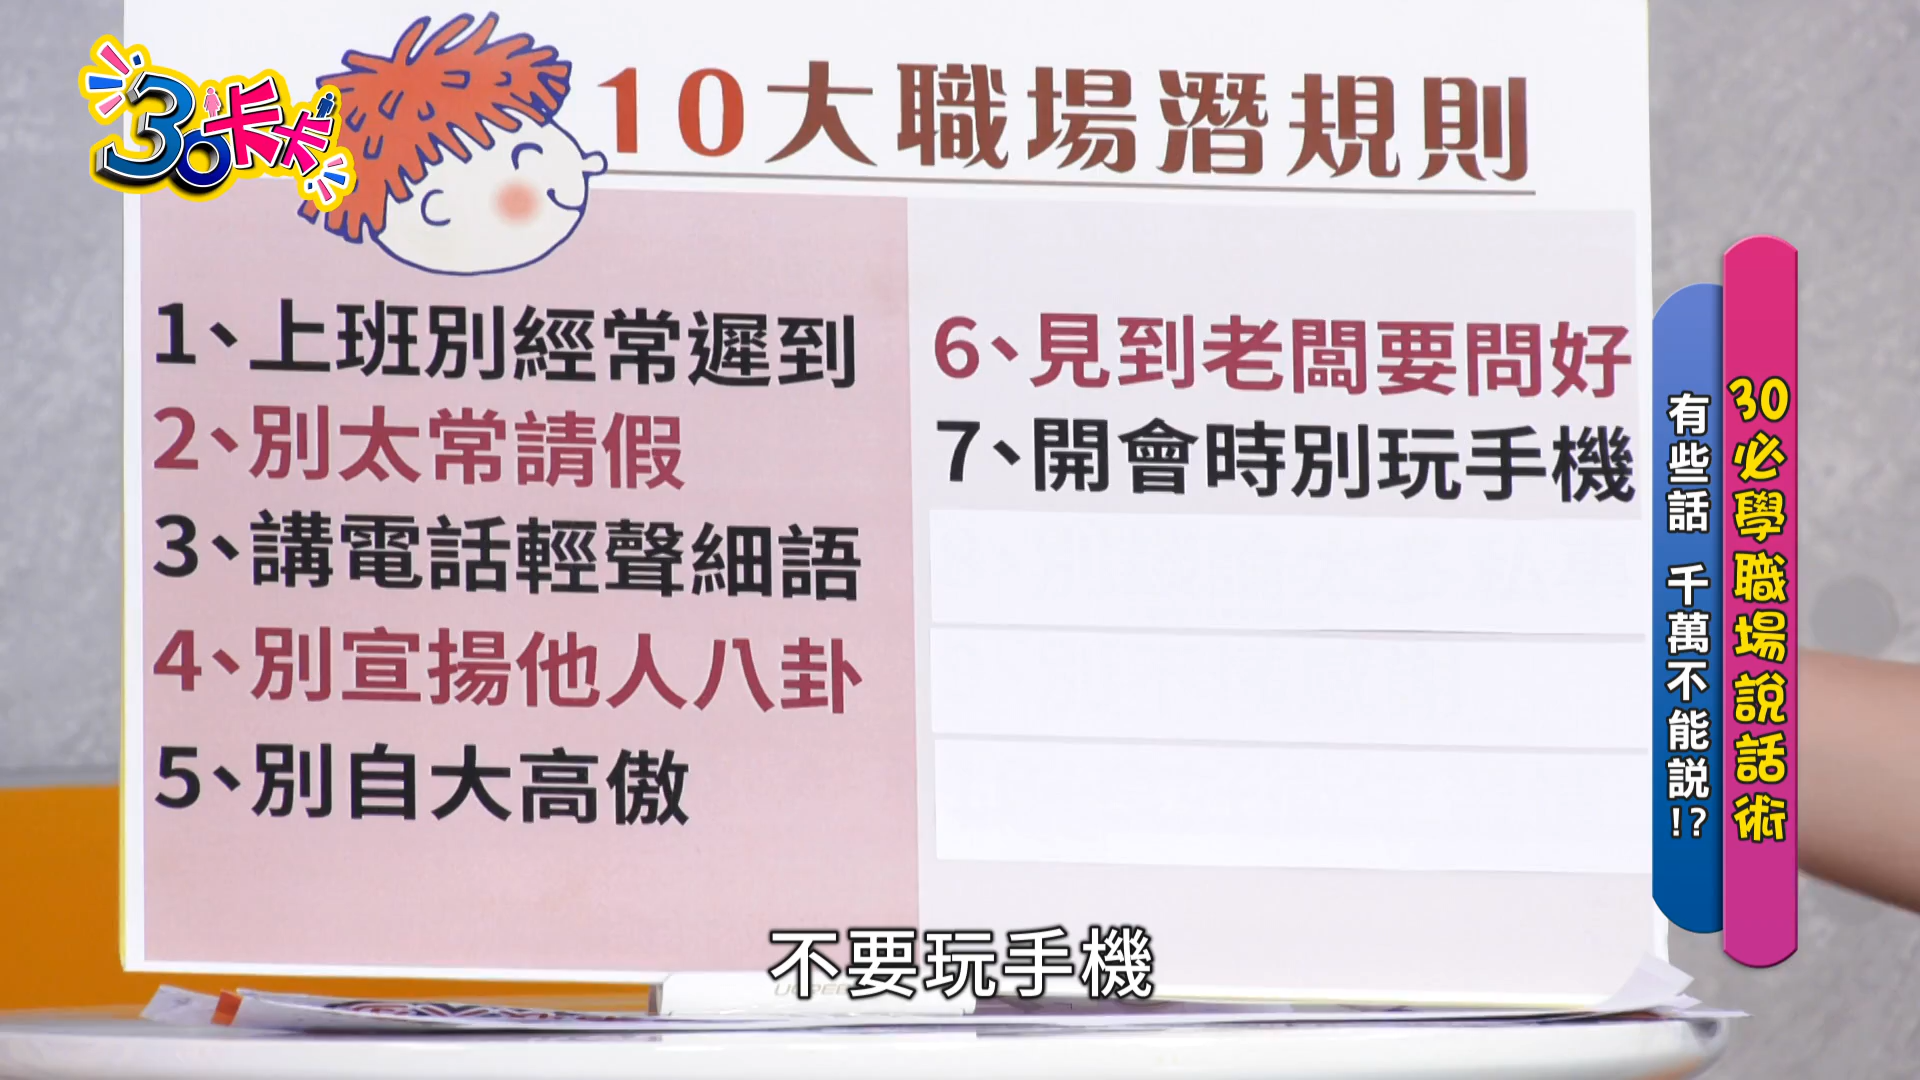 30卡卡
10大職場潛規則
1、上班別經常遲到
2、別太常請假
3、講電話輕聲細語
4、別宣揚他人八卦
5、別自大高傲
6、見到老闆要問好
7、開會時別玩手機
30必學職場說話術
有些話 千萬不能說!?
不要玩手機